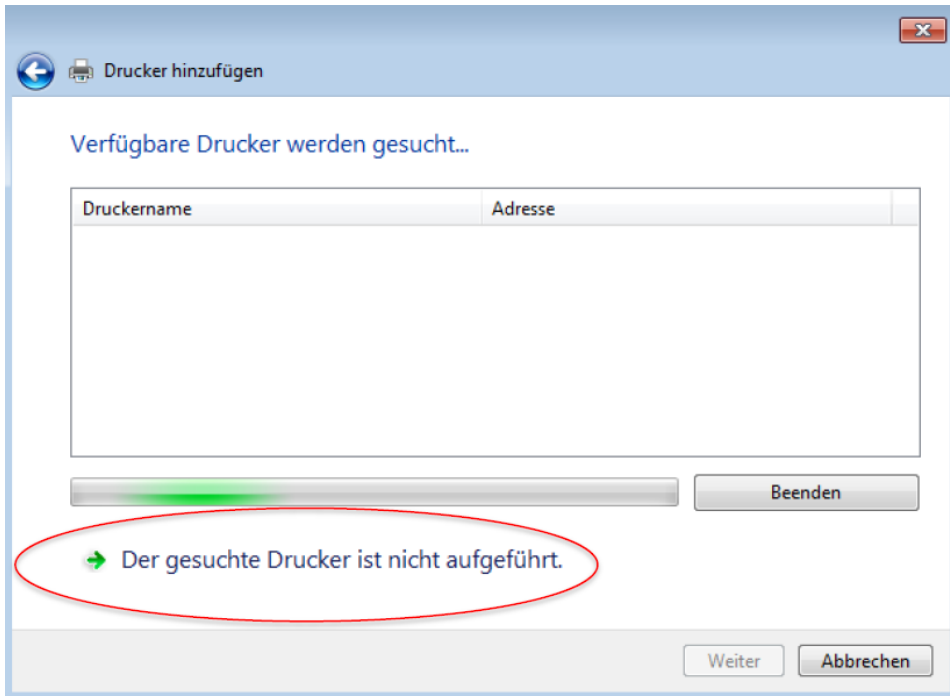 Drucker hinzufügen
Verfügbare Drucker werden gesucht...
Druckername Adresse
Beenden
Der gesuchte Drucker ist nicht aufgeführt.
Weiter Abbrechen